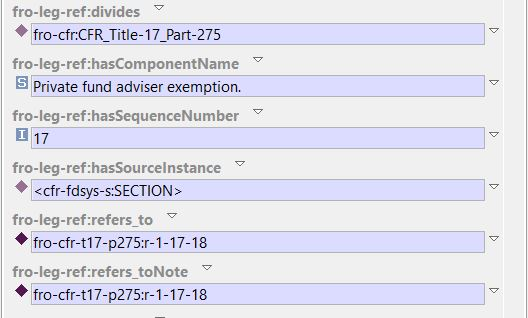 fro-leg-ref:divides
fro-cfr:CFR_Title-17_Part-275
fro-leg-ref:hasComponentName
S Private fund adviser exemption.
fro-leg-ref:hasSequenceNumber
I 17
fro-leg-ref:hasSourceInstance
<cfr-fdsys-s:SECTION>
fro-leg-ref:refers_to
fro-cfr-t17-p275:r-1-17-18
fro-leg-ref:refers_toNote
fro-cfr-t17-p275:r-1-17-18